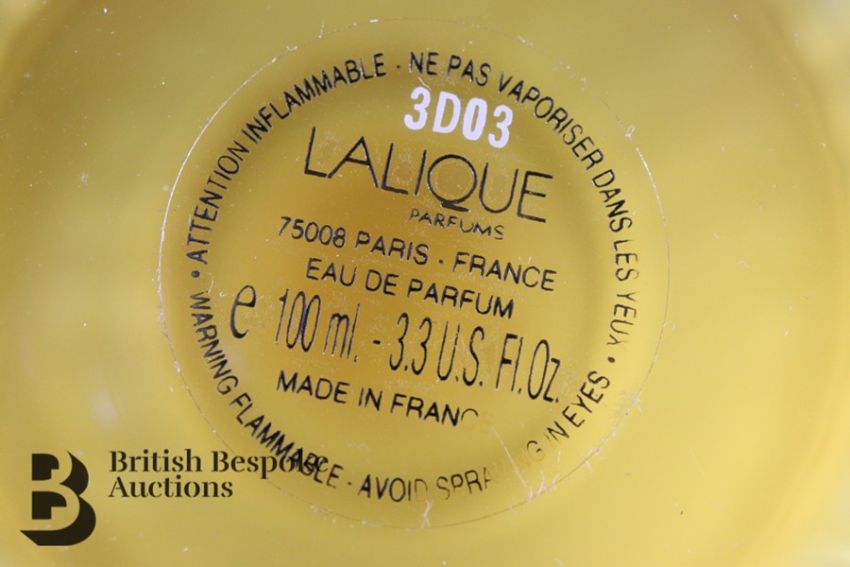 ATTENTION INFLAMMABLE · NE PAS VAPORISER DANS LES YEUX •
3D03
LALIQUE
PARFUMS
75008 PARIS - FRANCE
EAU DE PARFUM
e 100 ml. - 3.3 U.S. Fl.Oz.
MADE IN FRANC
• WARNING FLAMMABLE - AVOID SPRA NG IN EYES
British Bespoke
Auctions
B